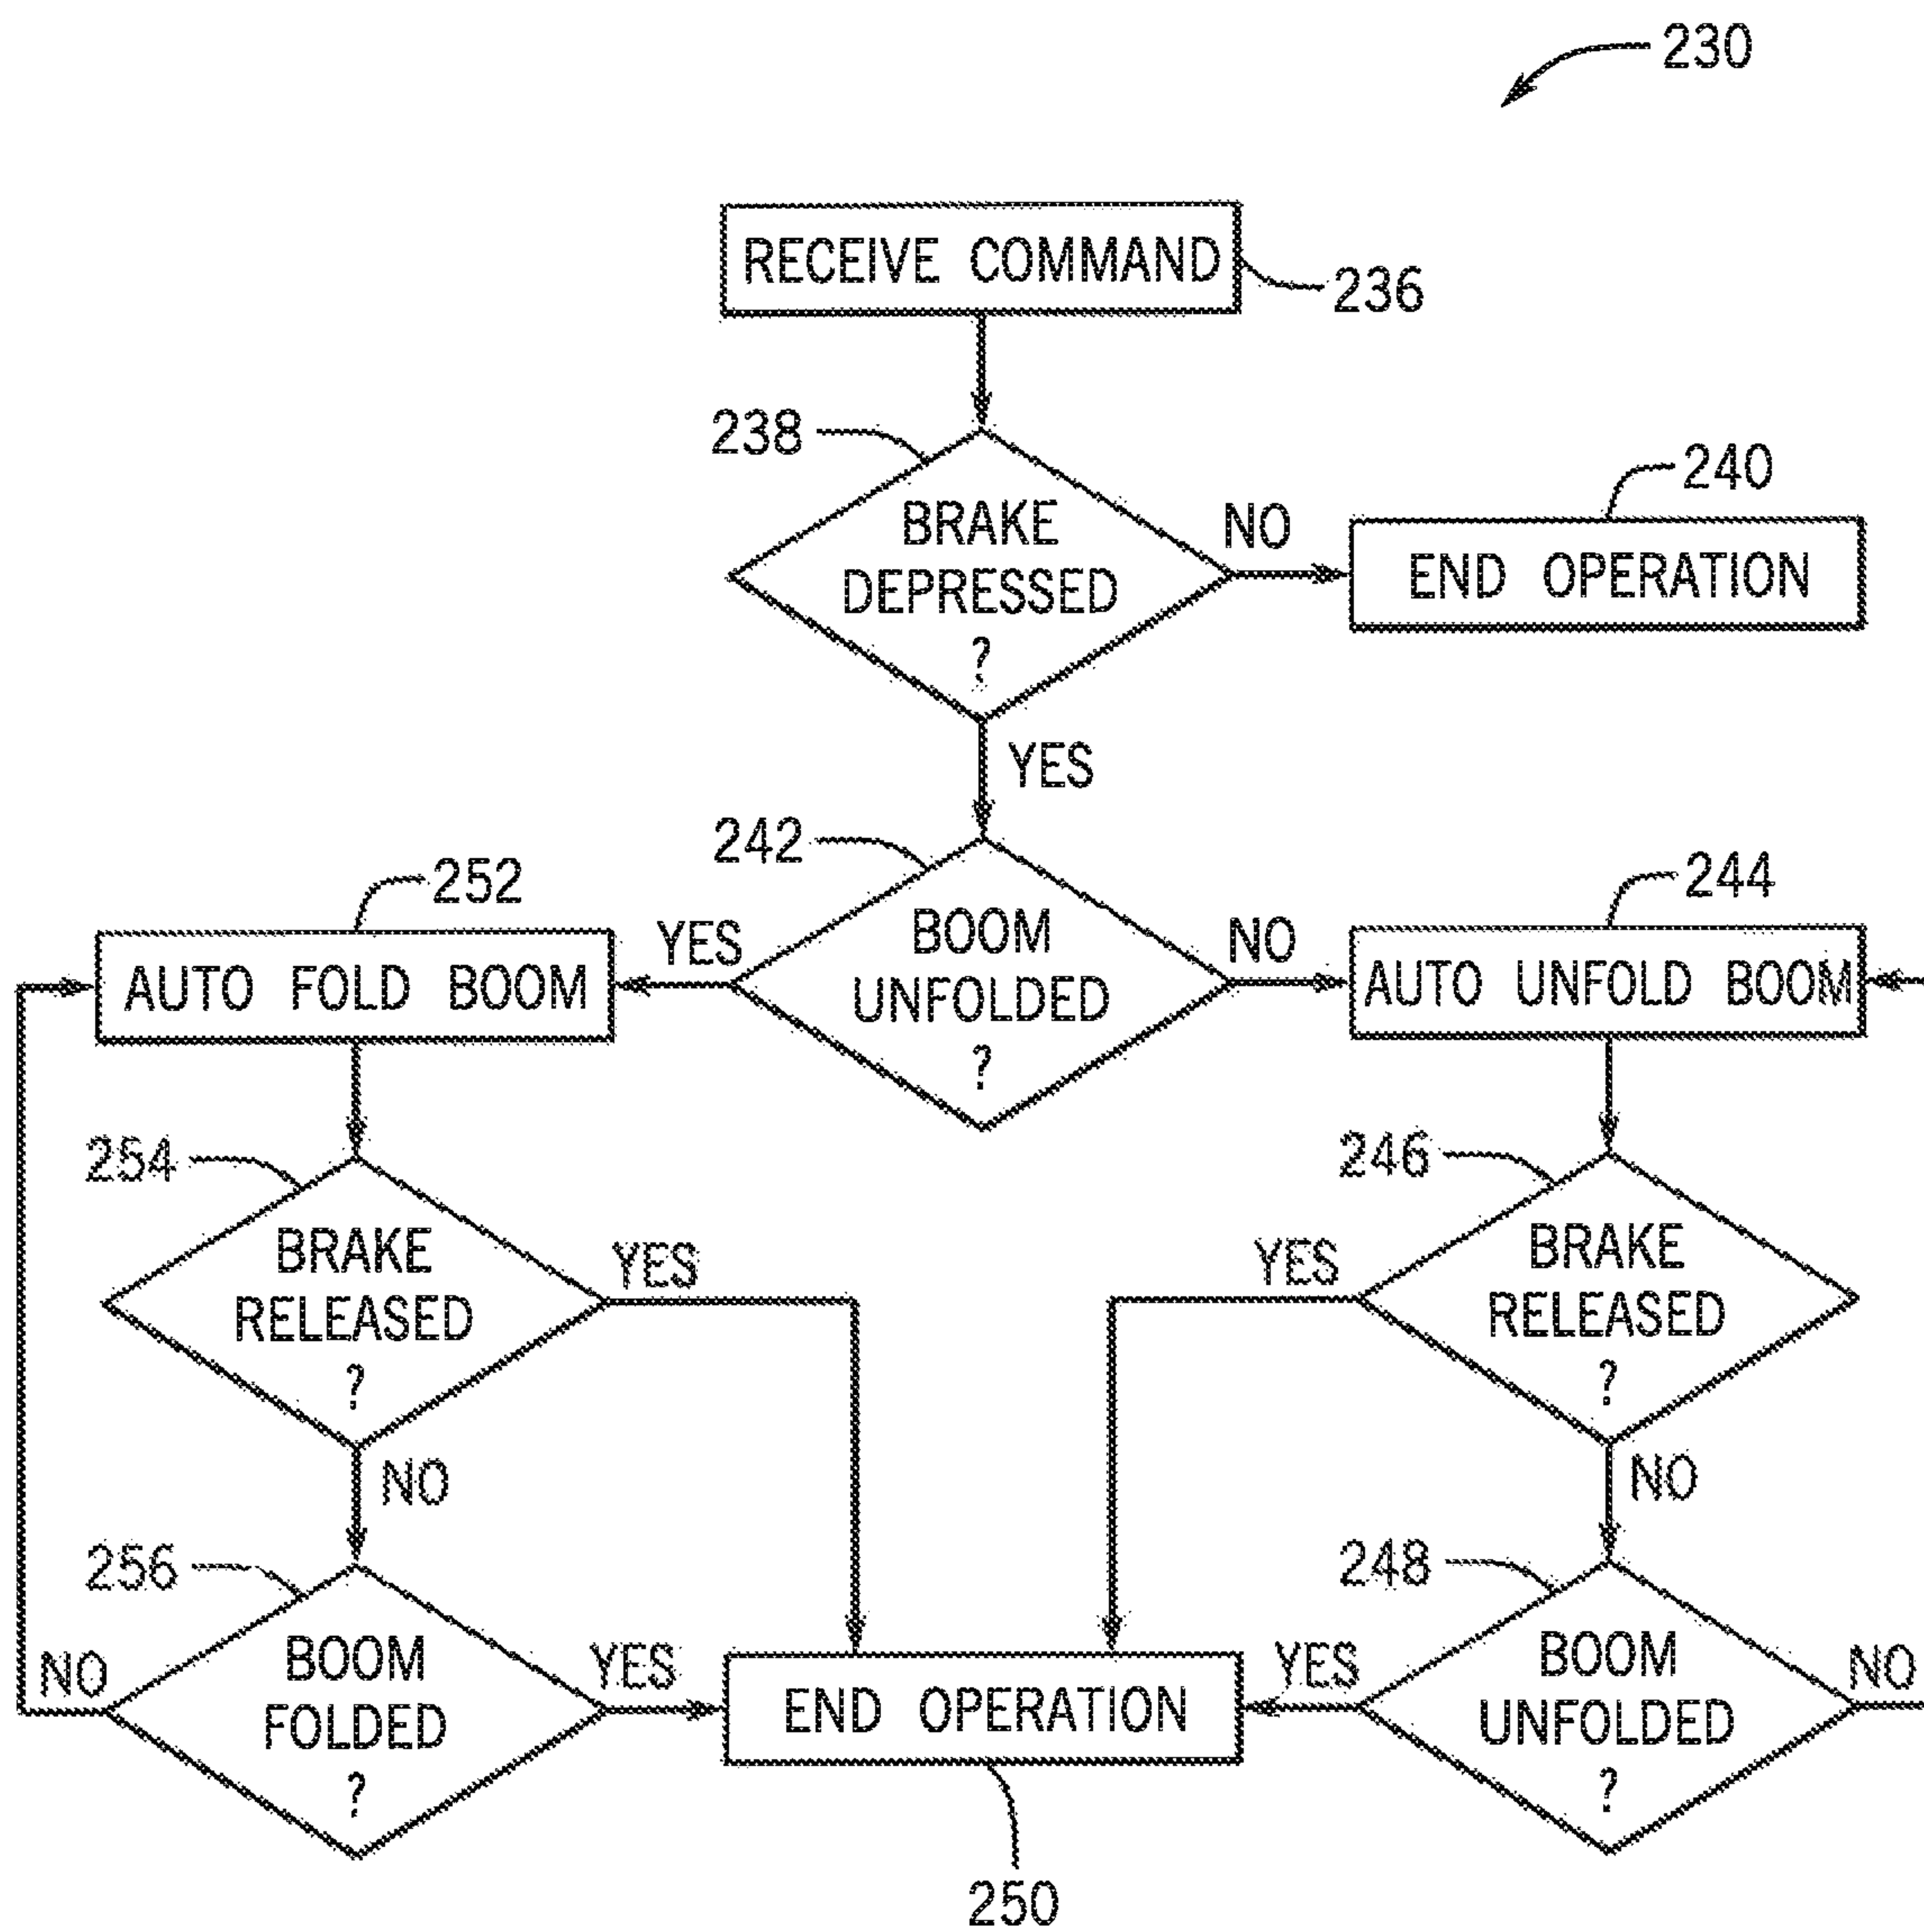 230
RECEIVE COMMAND
236
238
BRAKE
DEPRESSED
?
NO
240
END OPERATION
YES
242
BOOM
UNFOLDED
?
YES
NO
252
AUTO FOLD BOOM
244
AUTO UNFOLD BOOM
254
BRAKE
RELEASED
?
YES
NO
246
BRAKE
RELEASED
?
YES
NO
256
BOOM
FOLDED
?
NO
YES
END OPERATION
250
248
BOOM
UNFOLDED
?
YES
NO